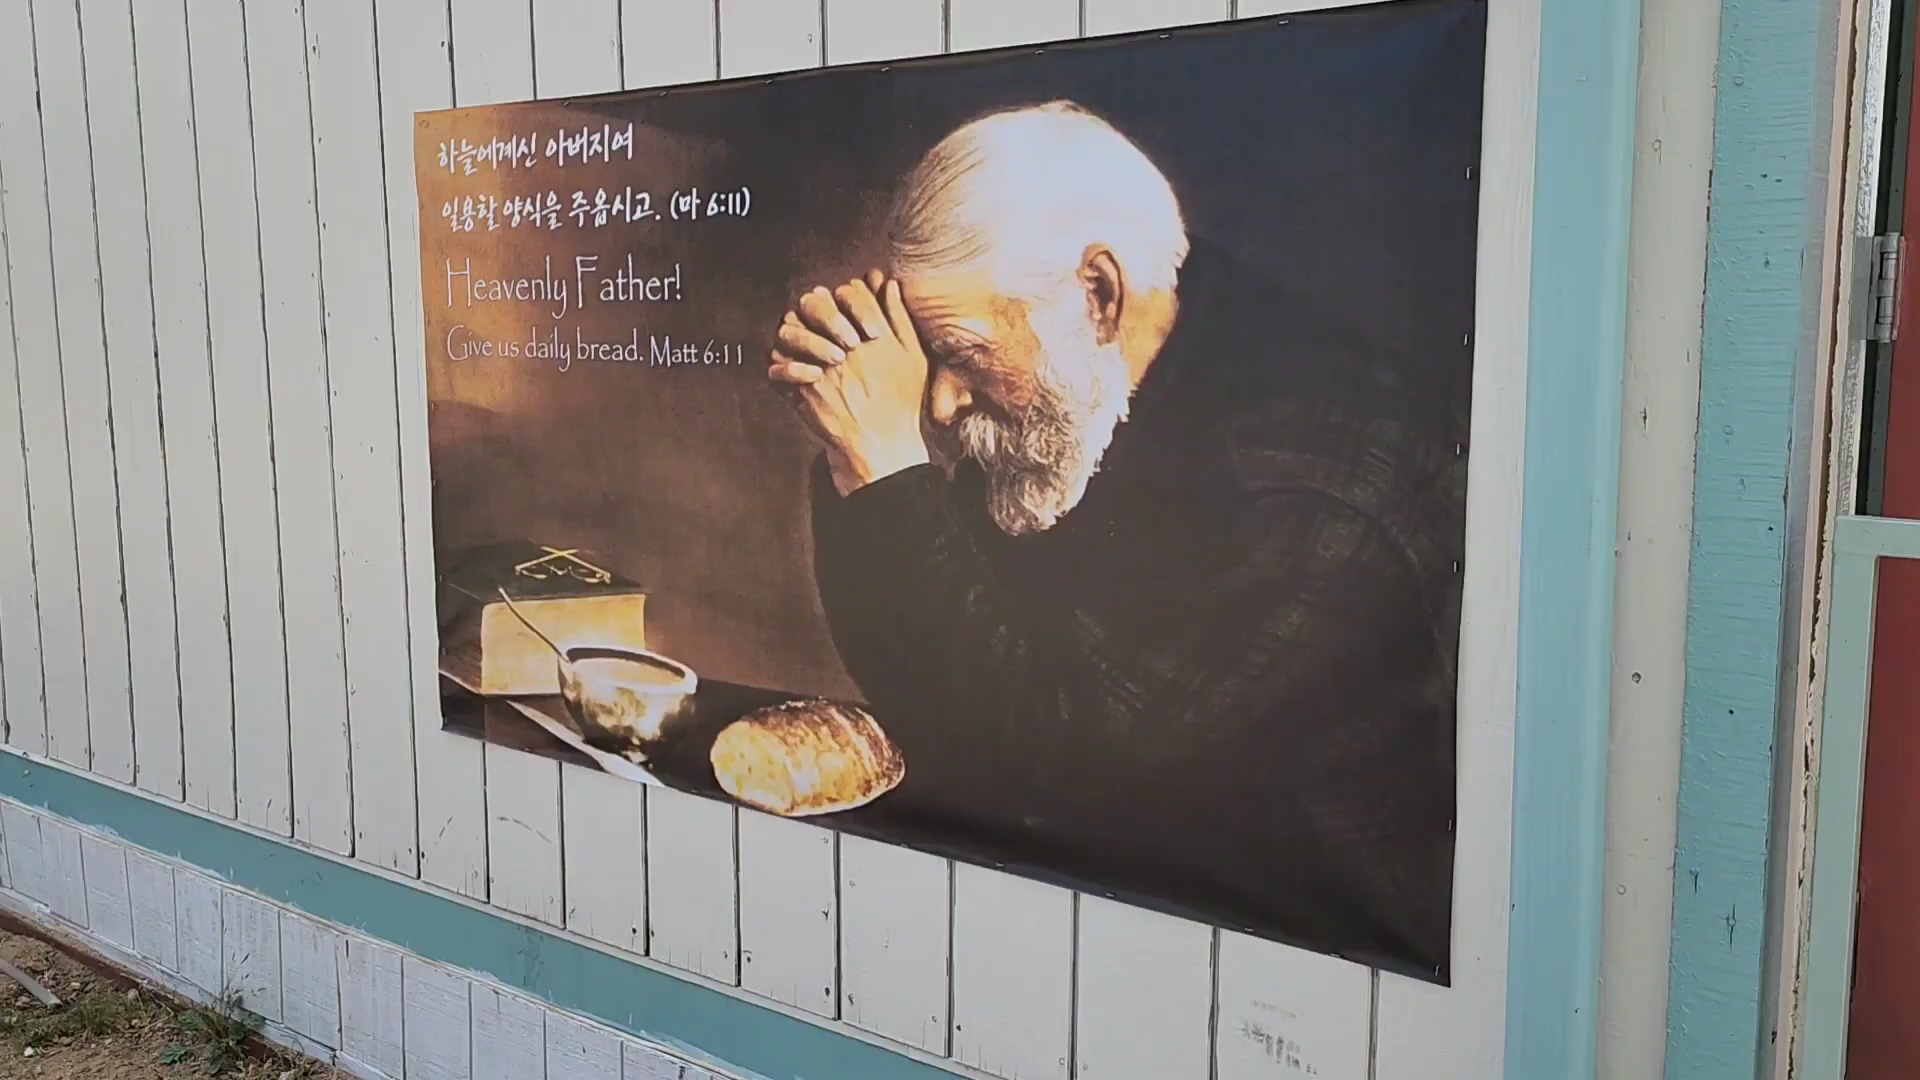 하늘에계신 아버지여
일용할 양식을 주옵시고. (마 6:11)
Heavenly Father!
Give us daily bread. Matt 6:11